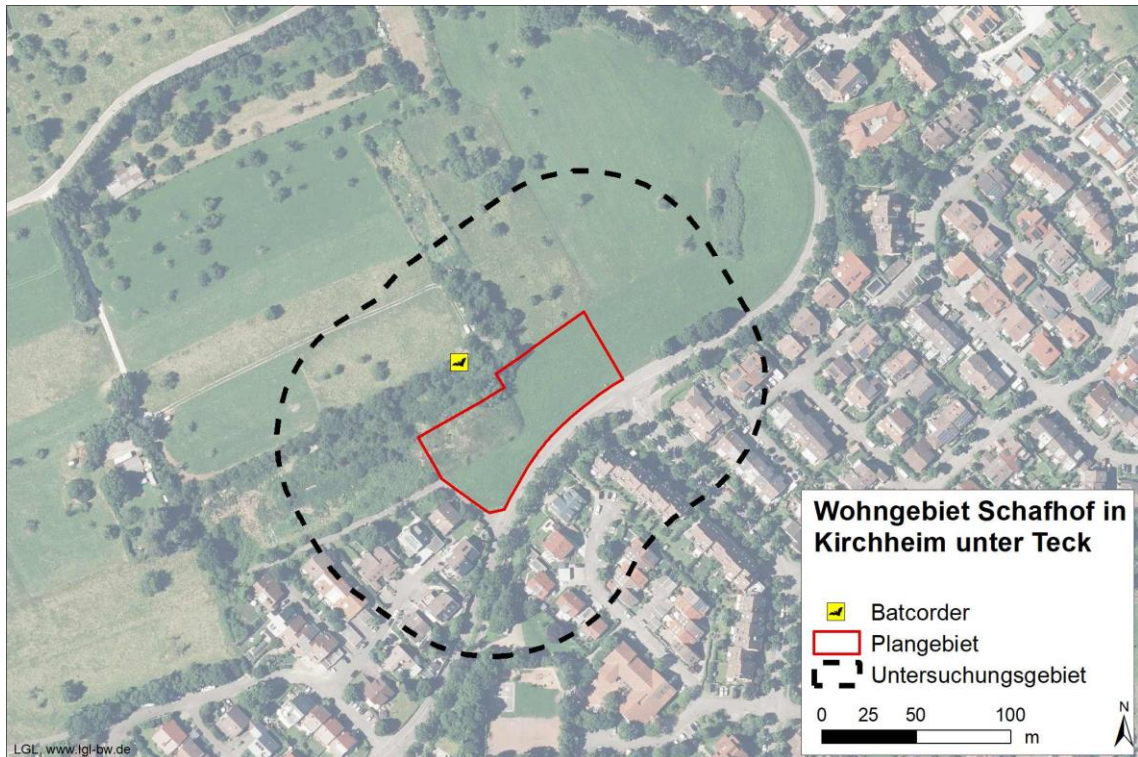 Wohngebiet Schafhof in
Kirchheim unter Teck
Batcorder
Plangebiet
Untersuchungsgebiet
0 25 50 100
m
N
LGL, www.lgl-bw.de